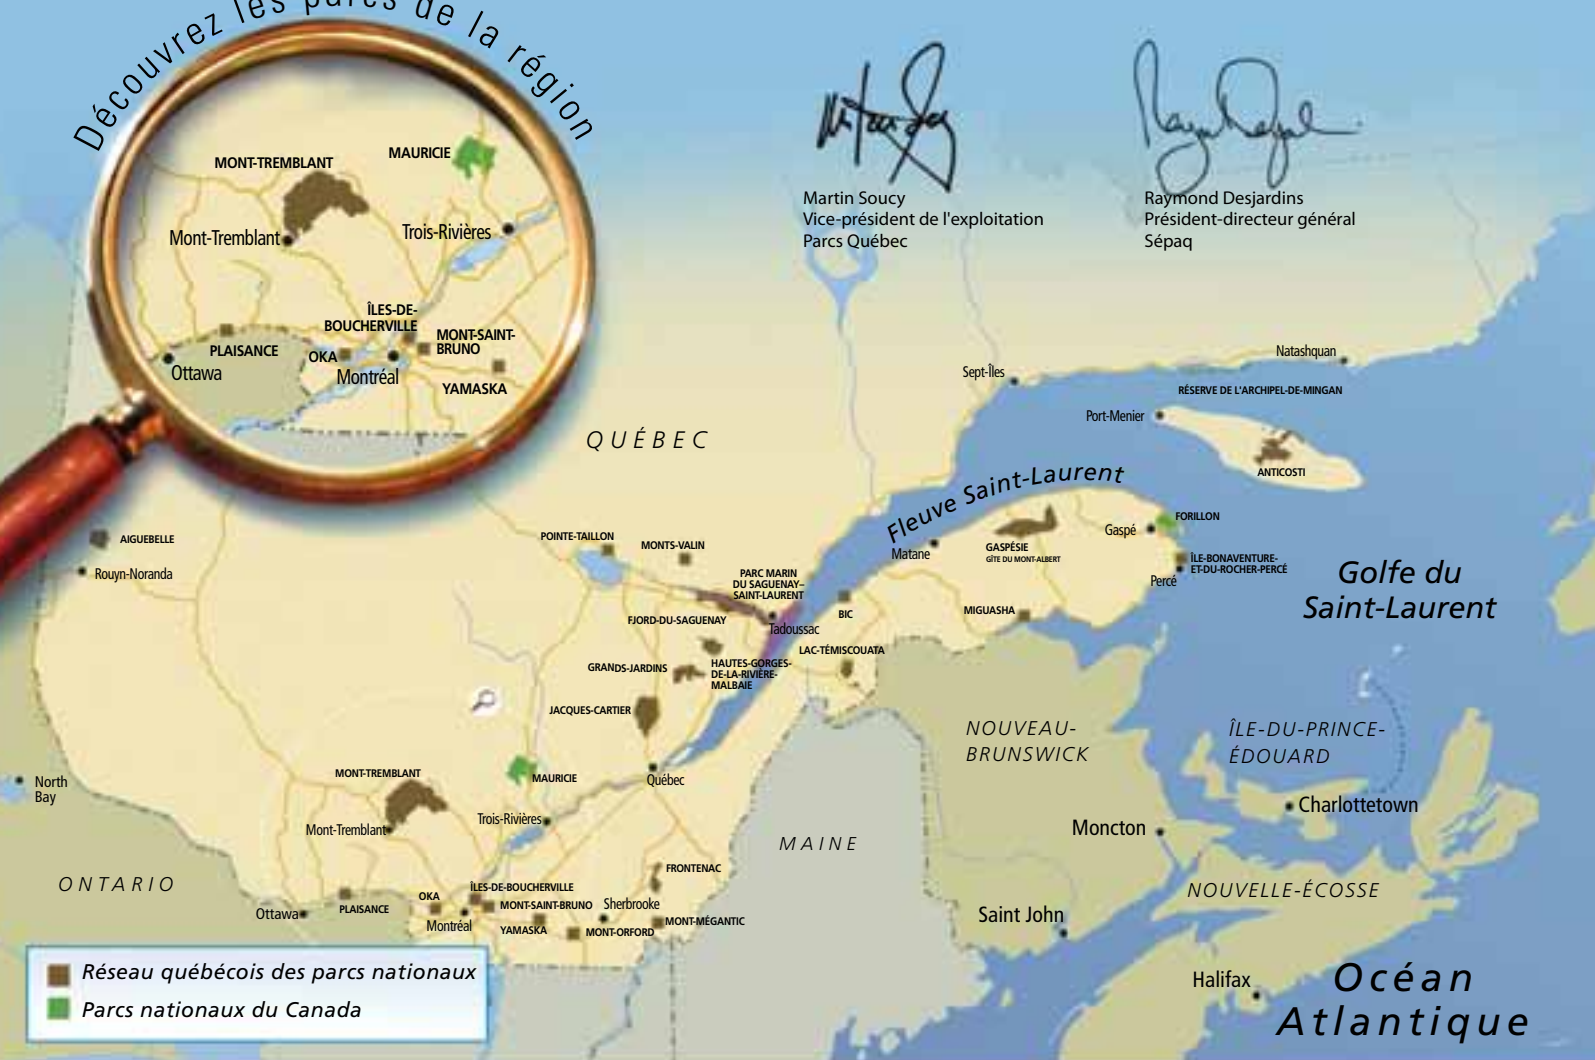 Découvrez les parcs de la région
MONT-TREMBLANT
MAURICIE
Mont-Tremblant
Trois-Rivières
ÎLES-DE-
BOUCHERVILLE
MONT-SAINT-
BRUNO
PLAISANCE
OKA
Ottawa
Montréal
YAMASKA
Martin Soucy
Vice-président de l'exploitation
Parcs Québec
Raymond Desjardins
Président-directeur général
Sépaq
Natashquan
Sept-Îles
RÉSERVE DE L'ARCHIPEL-DE-MINGAN
Port-Menier
ANTICOSTI
QUÉBEC
Fleuve Saint-Laurent
AIGUEBELLE
Rouyn-Noranda
POINTE-TAILLON
MONTS-VALIN
PARC MARIN
DU SAGUENAY–
SAINT-LAURENT
FJORD-DU-SAGUENAY
Tadoussac
Matane
GASPÉSIE
GÎTE DU MONT-ALBERT
Gaspé
FORILLON
ÎLE-BONAVENTURE-
ET-DU-ROCHER-PERCÉ
Percé
BIC
MIGUASHA
Golfe du
Saint-Laurent
LAC-TÉMISCOUATA
GRANDS-JARDINS
HAUTES-GORGES-
DE-LA-RIVIÈRE-
MALBAIE
JACQUES-CARTIER
NOUVEAU-
BRUNSWICK
ÎLE-DU-PRINCE-
ÉDOUARD
North
Bay
MONT-TREMBLANT
MAURICIE
Québec
Mont-Tremblant
Trois-Rivières
Charlottetown
Moncton
MAINE
ONTARIO
FRONTENAC
NOUVELLE-ÉCOSSE
Ottawa
PLAISANCE
OKA
ÎLES-DE-BOUCHERVILLE
MONT-SAINT-BRUNO
Sherbrooke
Montréal
YAMASKA
MONT-ORFORD
MONT-MÉGANTIC
Saint John
Halifax
Océan
Atlantique
Réseau québécois des parcs nationaux
Parcs nationaux du Canada